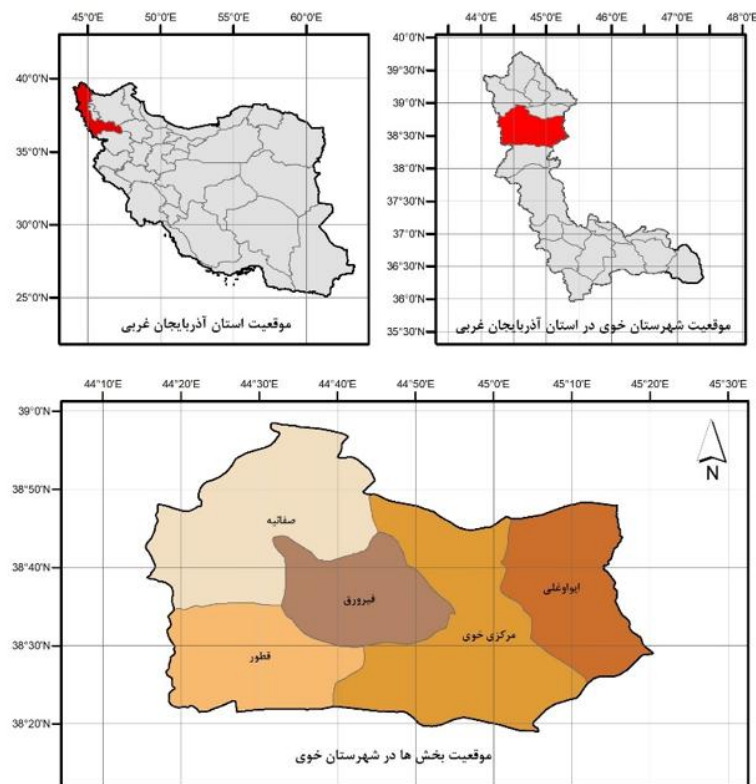 45°0'E 50°0'E 55°0'E 60°0'E
40°0'N
35°0'N
30°0'N
25°0'N
موقعیت استان آذربایجان غربی
44°0'E 45°0'E 46°0'E 47°0'E 48°0'E
40°0'N
39°30'N
39°0'N
38°30'N
38°0'N
37°30'N
37°0'N
36°30'N
36°0'N
35°30'N
موقعیت شهرستان خوی در استان آذربایجان غربی
44°10'E 44°20'E 44°30'E 44°40'E 44°50'E 45°0'E 45°10'E 45°20'E 45°30'E
39°0'N
38°50'N
38°40'N
38°30'N
38°20'N
N
صفائیه
فیرورق
ایواوغلی
مرکزی خوی
قطور
موقعیت بخش ها در شهرستان خوی